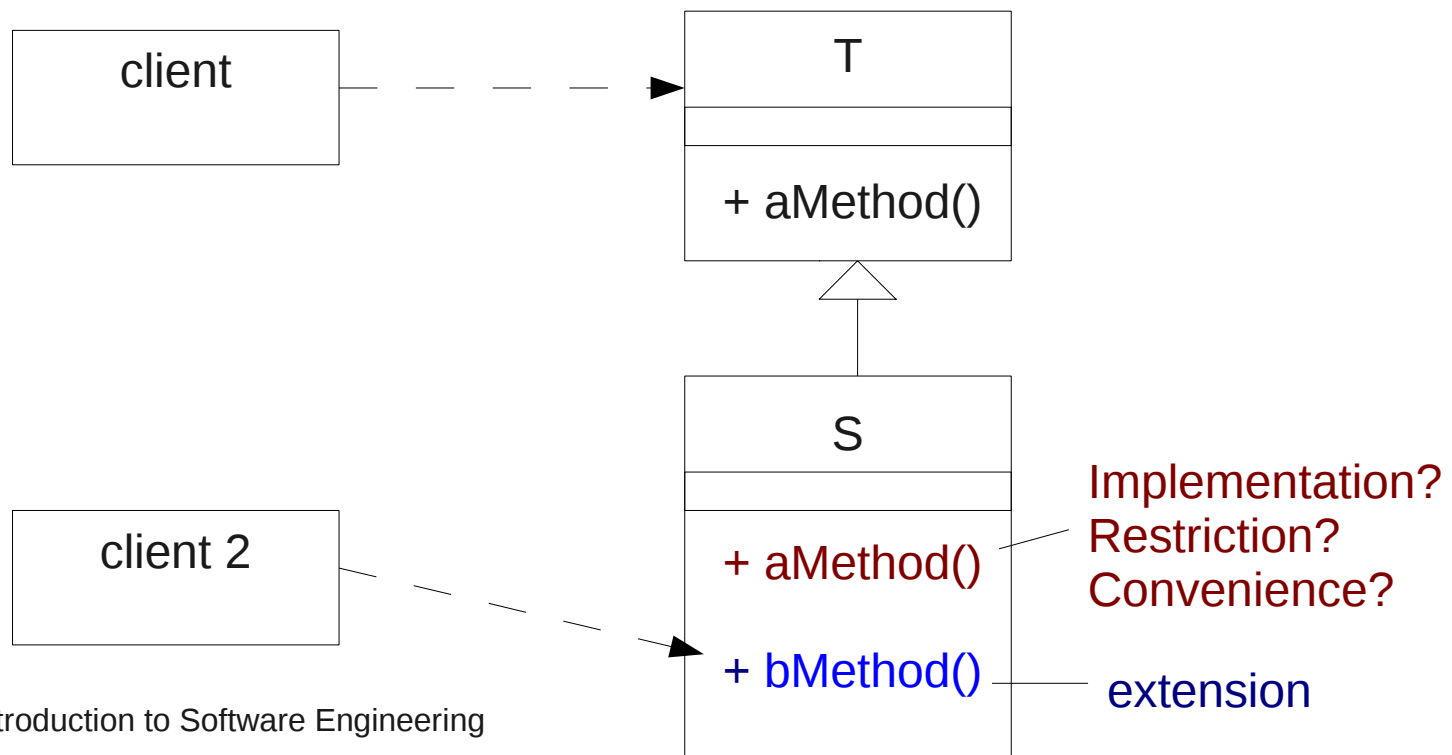 client
T
+ aMethod()
S
client 2
+ aMethod()
Implementation?
Restriction?
Convenience?
+ bMethod()
extension
troduction to Software Engineering